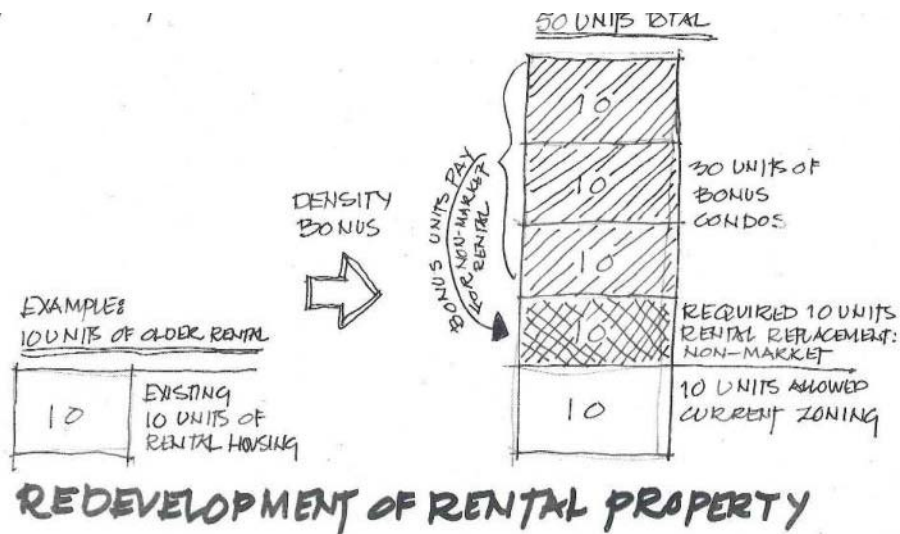 50 UNITS TOTAL
10
10
10
10
10
30 UNITS OF
BONUS
CONDOS
REQUIRED 10 UNITS
RENTAL REPLACEMENT:
NON-MARKET
10 UNITS ALLOWED
CURRENT ZONING
BONUS UNITS PAY
FOR NON-MARKET
RENTAL
DENSITY
BONUS
EXAMPLE:
10 UNITS OF OLDER RENTAL
10
EXISTING
10 UNITS OF
RENTAL HOUSING
REDEVELOPMENT OF RENTAL PROPERTY